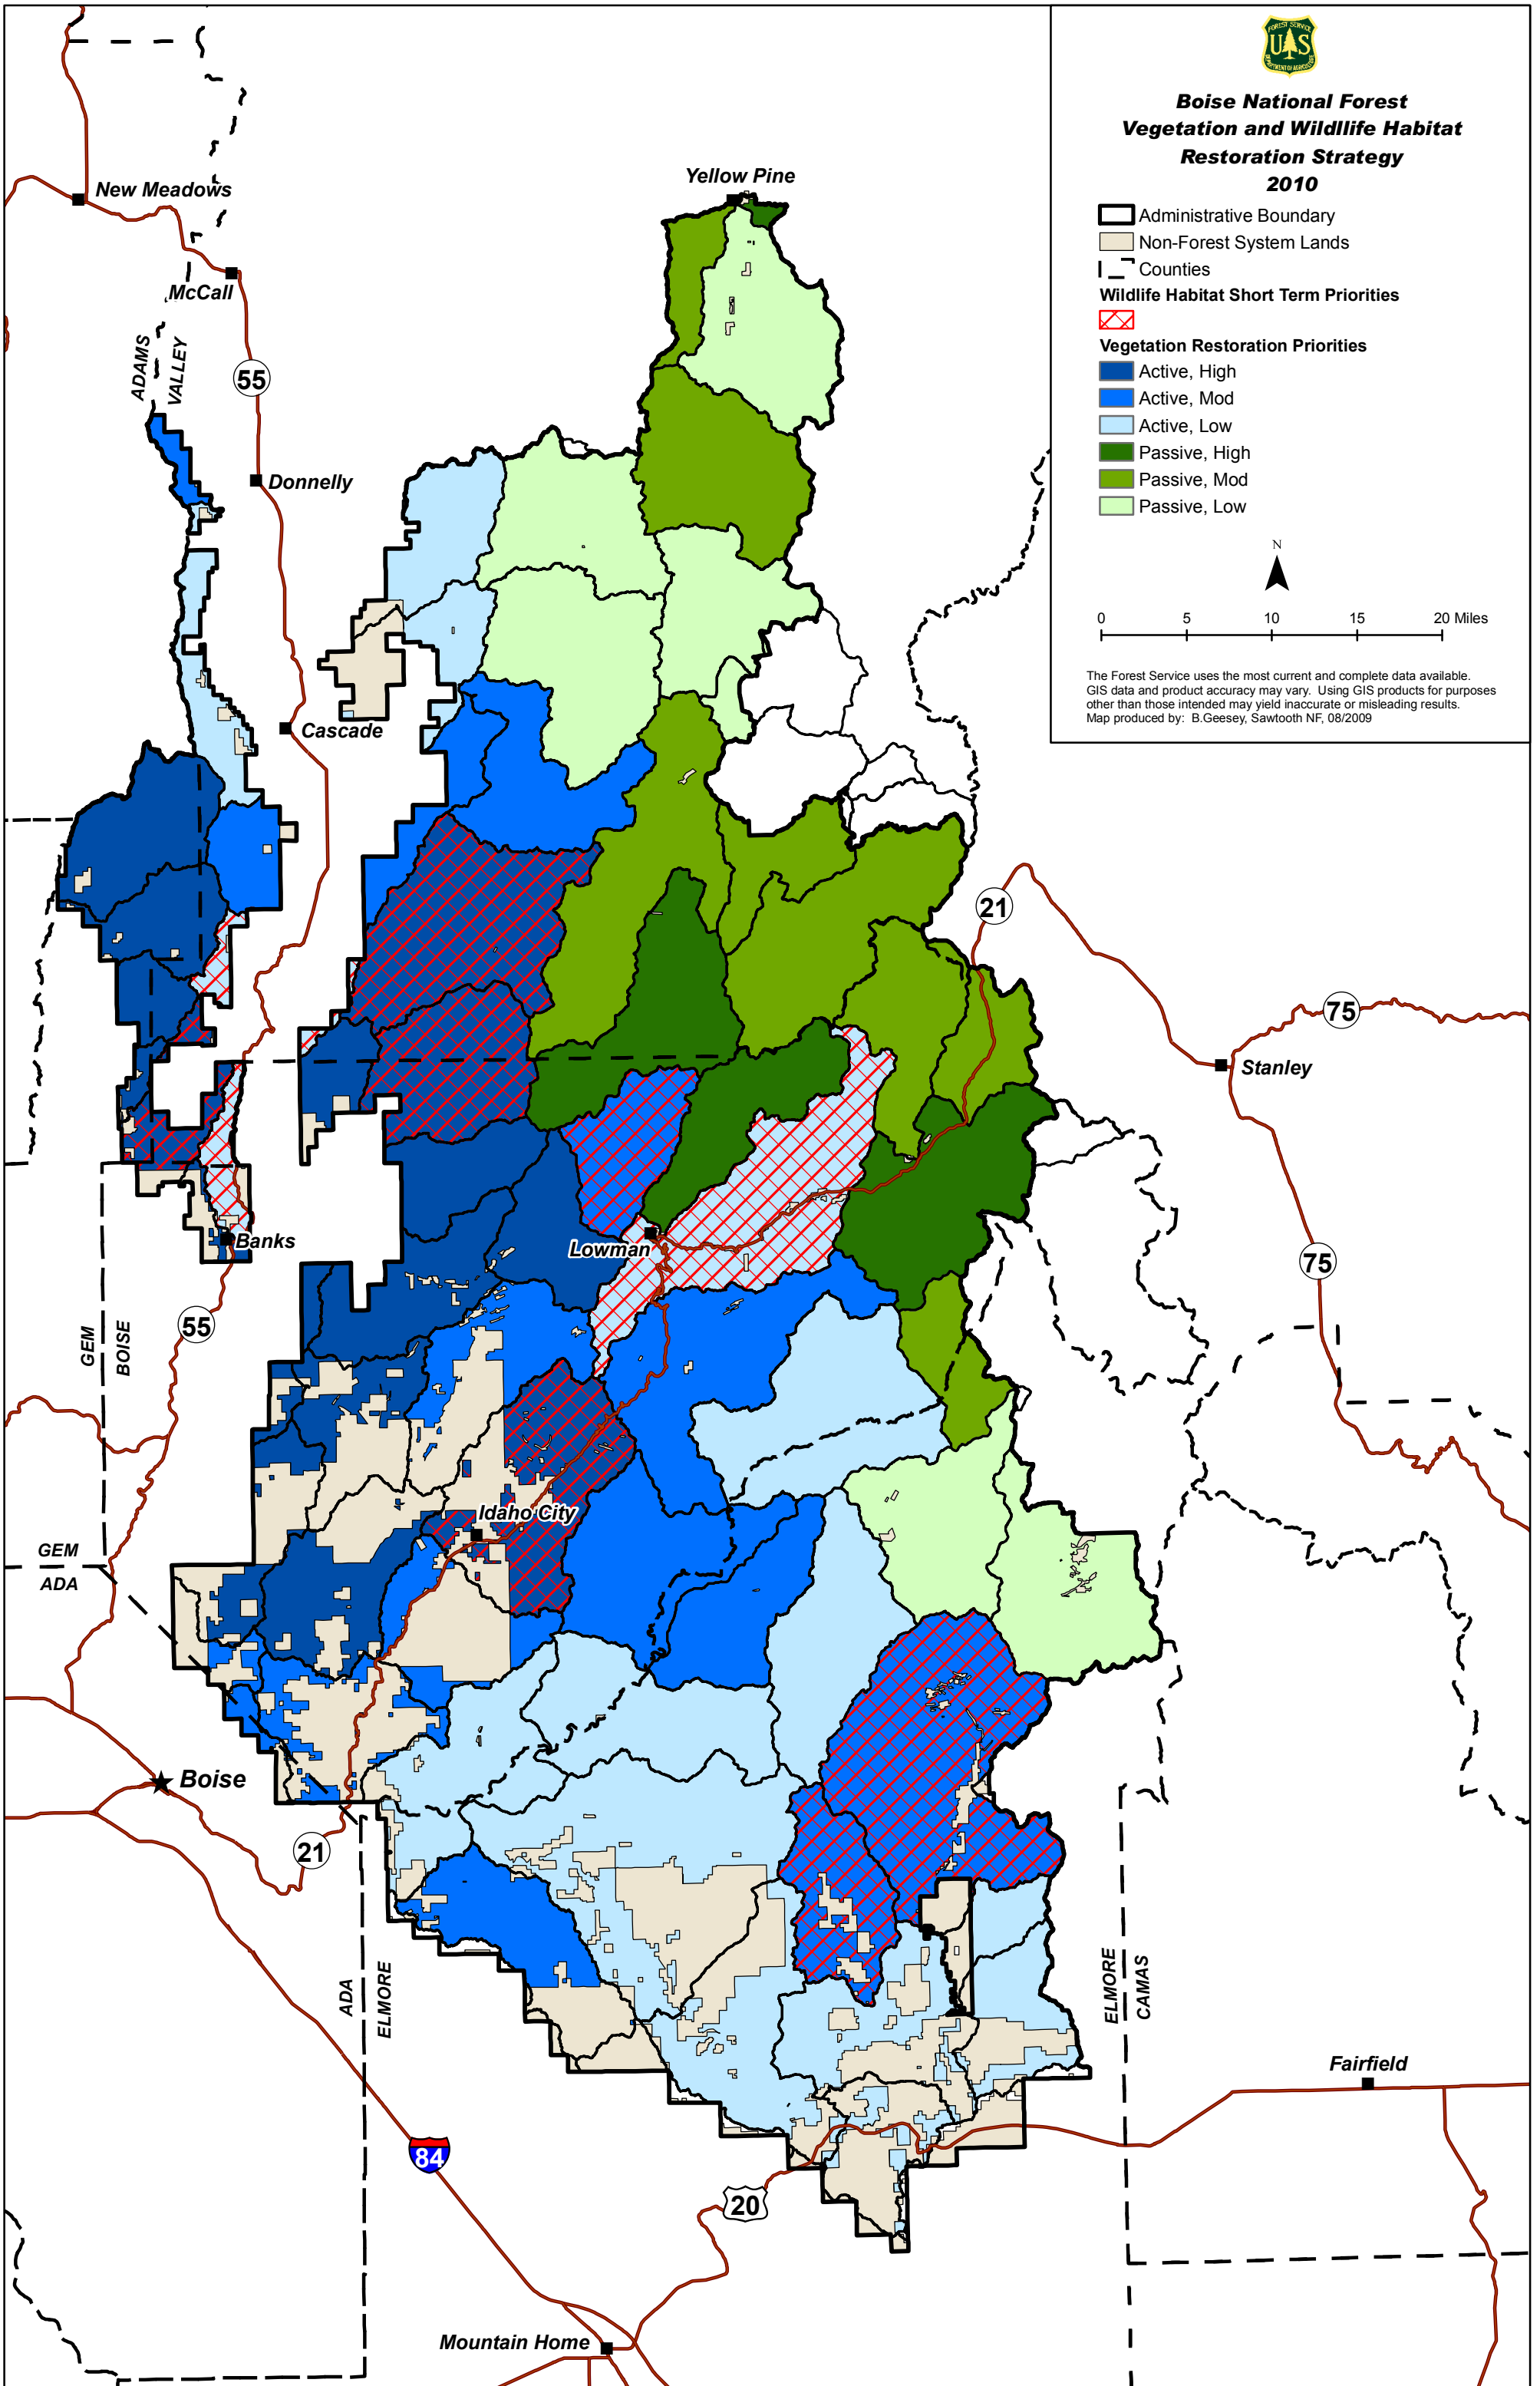 FOREST SERVICE
U S
DEPARTMENT OF AGRICULTURE
Boise National Forest
Vegetation and Wildllife Habitat
Restoration Strategy
2010
Administrative Boundary
Non-Forest System Lands
Counties
Wildlife Habitat Short Term Priorities
Vegetation Restoration Priorities
Active, High
Active, Mod
Active, Low
Passive, High
Passive, Mod
Passive, Low
N
0 5 10 15 20 Miles
The Forest Service uses the most current and complete data available.
GIS data and product accuracy may vary. Using GIS products for purposes
other than those intended may yield inaccurate or misleading results.
Map produced by: B.Geesey, Sawtooth NF, 08/2009
Yellow Pine
New Meadows
McCall
ADAMS
VALLEY
55
Donnelly
Cascade
21
75
Stanley
Banks
Lowman
75
55
GEM
BOISE
Idaho City
GEM
ADA
Boise
21
ADA
ELMORE
ELMORE
CAMAS
Fairfield
84
20
Mountain Home